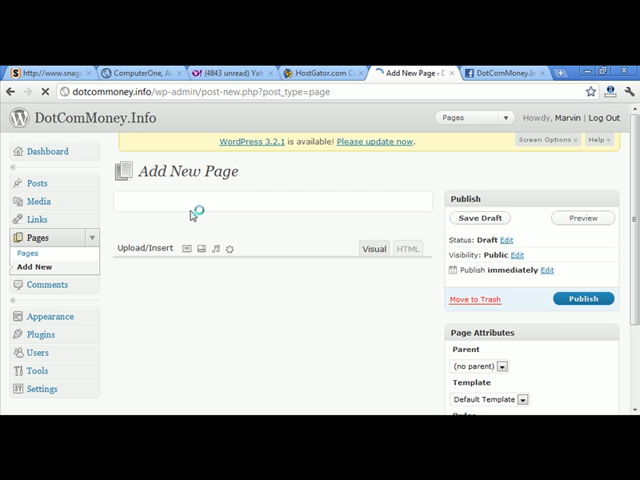 http://www.snag
ComputerOne, Ac
Y! (4843 unread) Yah
HostGator.com C
Add New Page ‹ D
DotComMoney.In
dotcommoney.info/wp-admin/post-new.php?post_type=page
DotComMoney.Info
Pages
Howdy, Marvin | Log Out
WordPress 3.2.1 is available! Please update now.
Screen Options
Help
Dashboard
Add New Page
Posts
Media
Links
Pages
Pages
Add New
Comments
Appearance
Plugins
Users
Tools
Settings
Upload/Insert
Visual
HTML
Publish
Save Draft
Preview
Status: Draft Edit
Visibility: Public Edit
Publish immediately Edit
Move to Trash
Publish
Page Attributes
Parent
(no parent)
Template
Default Template